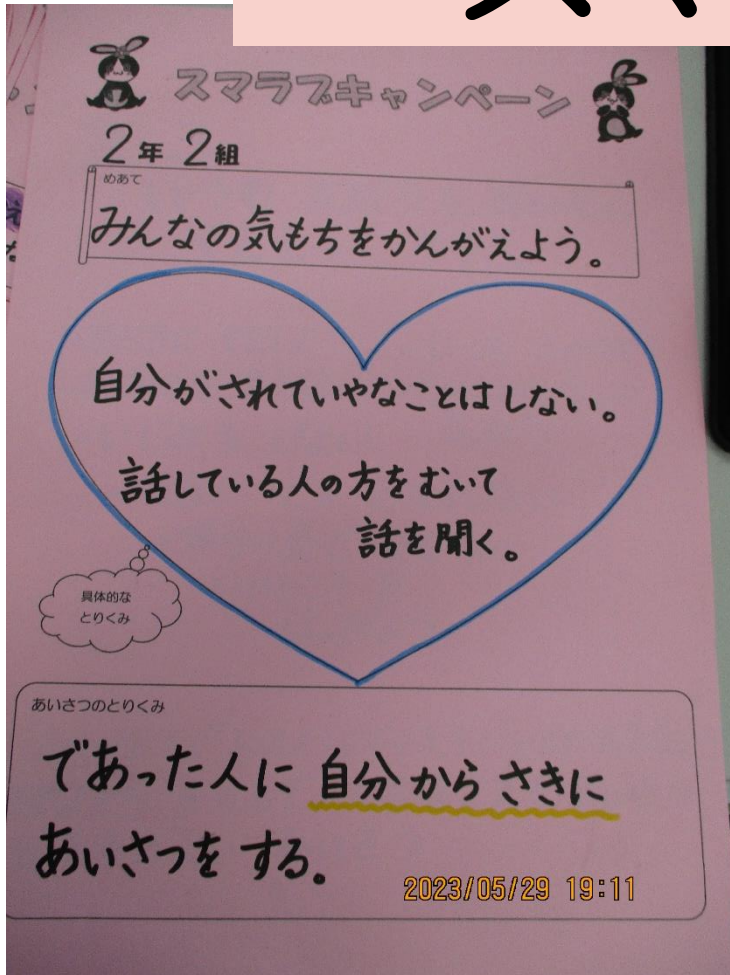 スマラブキャンペーン
2年 2組
めあて
みんなの気もちをかんがえよう。
自分がされていやなことはしない。
話している人の方をむいて
話を聞く。
具体的な
とりくみ
あいさつのとりくみ
であった人に 自分からさきに
あいさつを する。
2023/05/29 19:11